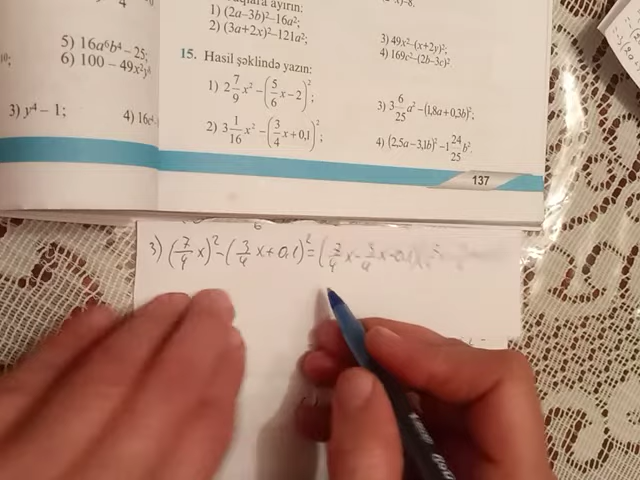 5) 16a⁶b⁴ – 25;
6) 100 – 49x²y⁸
3) y⁴ – 1;
4) 16c⁴
ayırın:
1) (2a–3b)²–16a²;
2) (3a+2x)²–121a²;
3) 49x²–(x+2y)²;
4) 169c²–(2b–3c)²
15. Hasil şəklində yazın:
1) 2 7/9 x² – (5/6 x – 2)²;
2) 3 1/16 x² – (3/4 x + 0,1)²;
3) 3 6/25 a² – (1,8a + 0,3b)²;
4) (2,5a – 3,1b)² – 1 24/25 b².
137
3) (7/4 x)² – (3/4 x + 0,1)² = (7/4 x – 3/4 x – 0,1)(